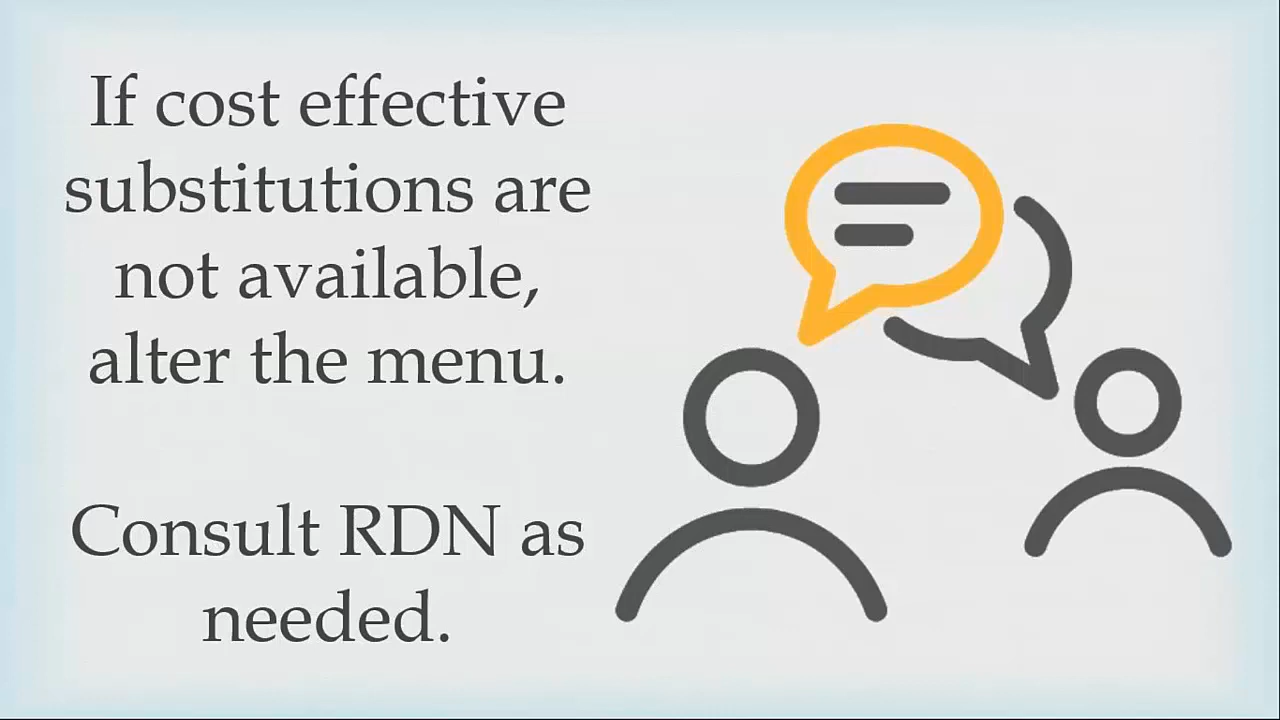 If cost effective
substitutions are
not available,
alter the menu.
Consult RDN as
needed.